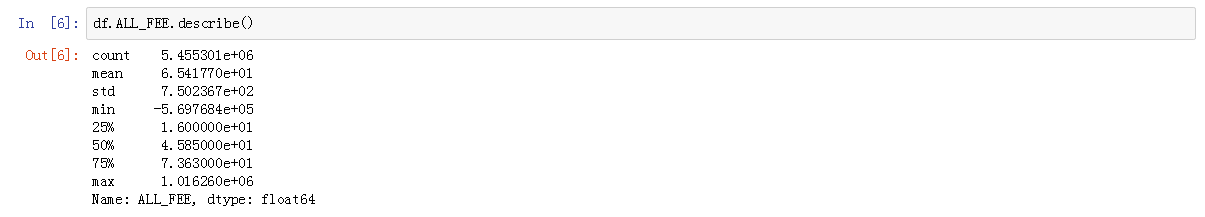 In [6]: df.ALL_FEE.describe()
Out[6]: count    5.455301e+06
mean     6.541770e+01
std      7.502367e+02
min     -5.697684e+05
25%      1.600000e+01
50%      4.585000e+01
75%      7.363000e+01
max      1.016260e+06
Name: ALL_FEE, dtype: float64